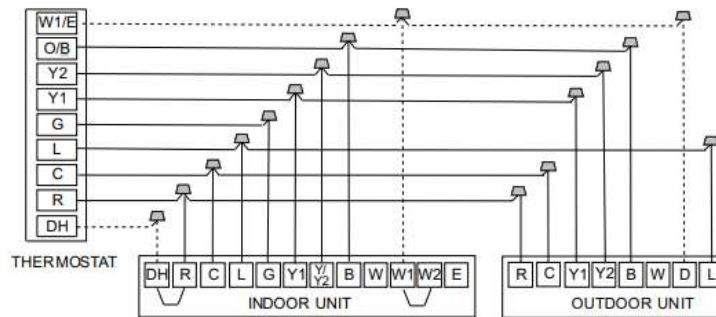 W1/E
O/B
Y2
Y1
G
L
C
R
DH
THERMOSTAT
DH R C L G Y1 Y/Y2 B W W1 W2 E
INDOOR UNIT
R C Y1 Y2 B W D L
OUTDOOR UNIT